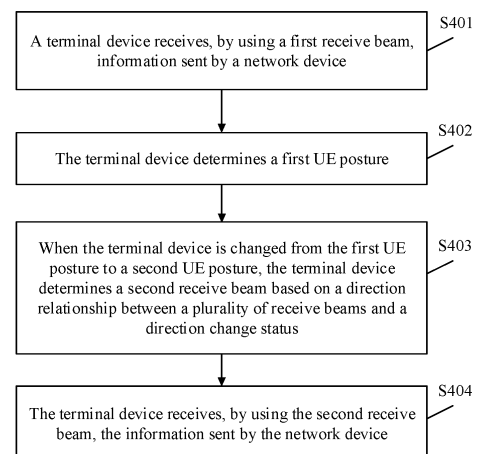 S401
A terminal device receives, by using a first receive beam,
information sent by a network device
S402
The terminal device determines a first UE posture
S403
When the terminal device is changed from the first UE
posture to a second UE posture, the terminal device
determines a second receive beam based on a direction
relationship between a plurality of receive beams and a
direction change status
S404
The terminal device receives, by using the second receive
beam, the information sent by the network device